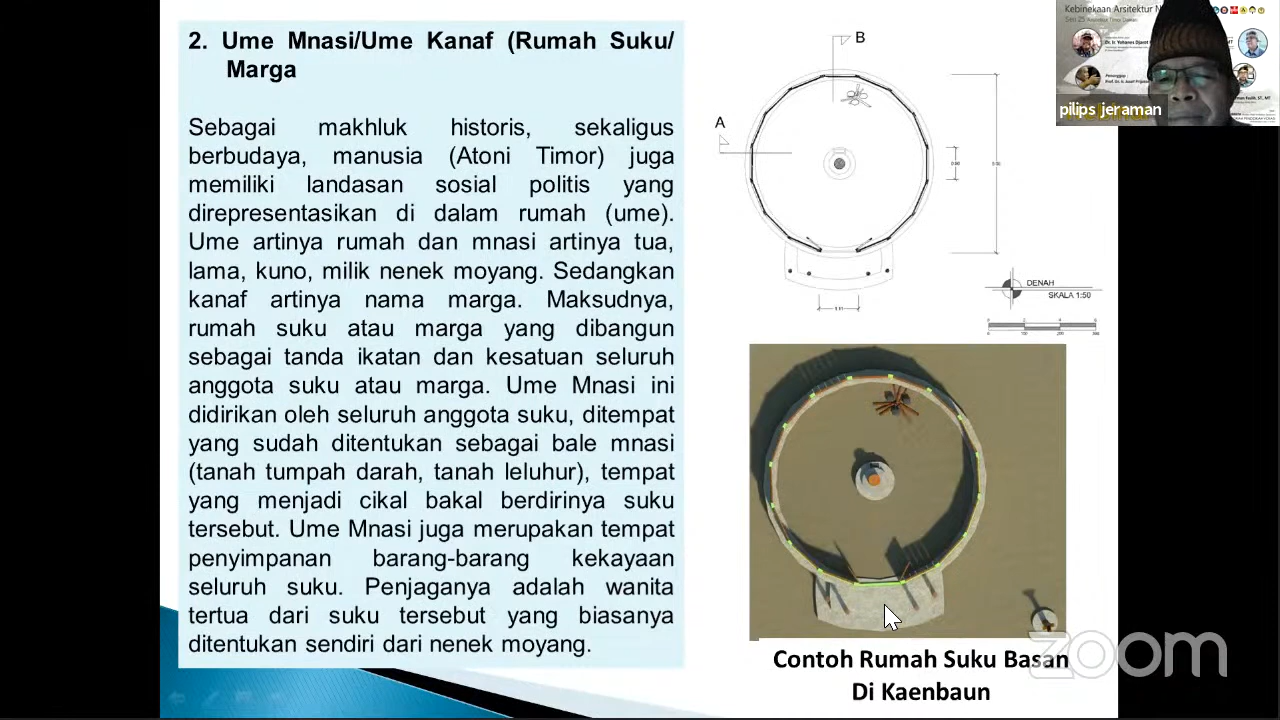 2. Ume Mnasi/Ume Kanaf (Rumah Suku/
Marga
Sebagai makhluk historis, sekaligus
berbudaya, manusia (Atoni Timor) juga
memiliki landasan sosial politis yang
direpresentasikan di dalam rumah (ume).
Ume artinya rumah dan mnasi artinya tua,
lama, kuno, milik nenek moyang. Sedangkan
kanaf artinya nama marga. Maksudnya,
rumah suku atau marga yang dibangun
sebagai tanda ikatan dan kesatuan seluruh
anggota suku atau marga. Ume Mnasi ini
didirikan oleh seluruh anggota suku, ditempat
yang sudah ditentukan sebagai bale mnasi
(tanah tumpah darah, tanah leluhur), tempat
yang menjadi cikal bakal berdirinya suku
tersebut. Ume Mnasi juga merupakan tempat
penyimpanan barang-barang kekayaan
seluruh suku. Penjaganya adalah wanita
tertua dari suku tersebut yang biasanya
ditentukan sendiri dari nenek moyang.
B
A
DENAH
SKALA 1:50
Contoh Rumah Suku Basan
Di Kaenbaun
Kebinekaan Arsitektur
pilips jeraman
zoom